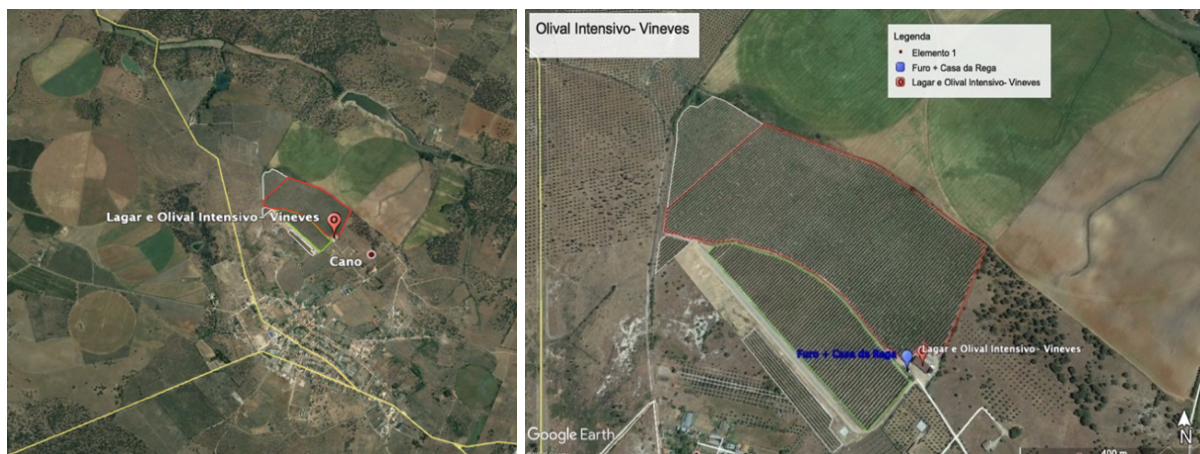 Lagar e Olival Intensivo - Vineves
Cano
Olival Intensivo- Vineves
Legenda
Elemento 1
Furo + Casa da Rega
Lagar e Olival Intensivo- Vineves
Furo + Casa da Rega
Lagar e Olival Intensivo- Vineves
Google Earth
N
400 m